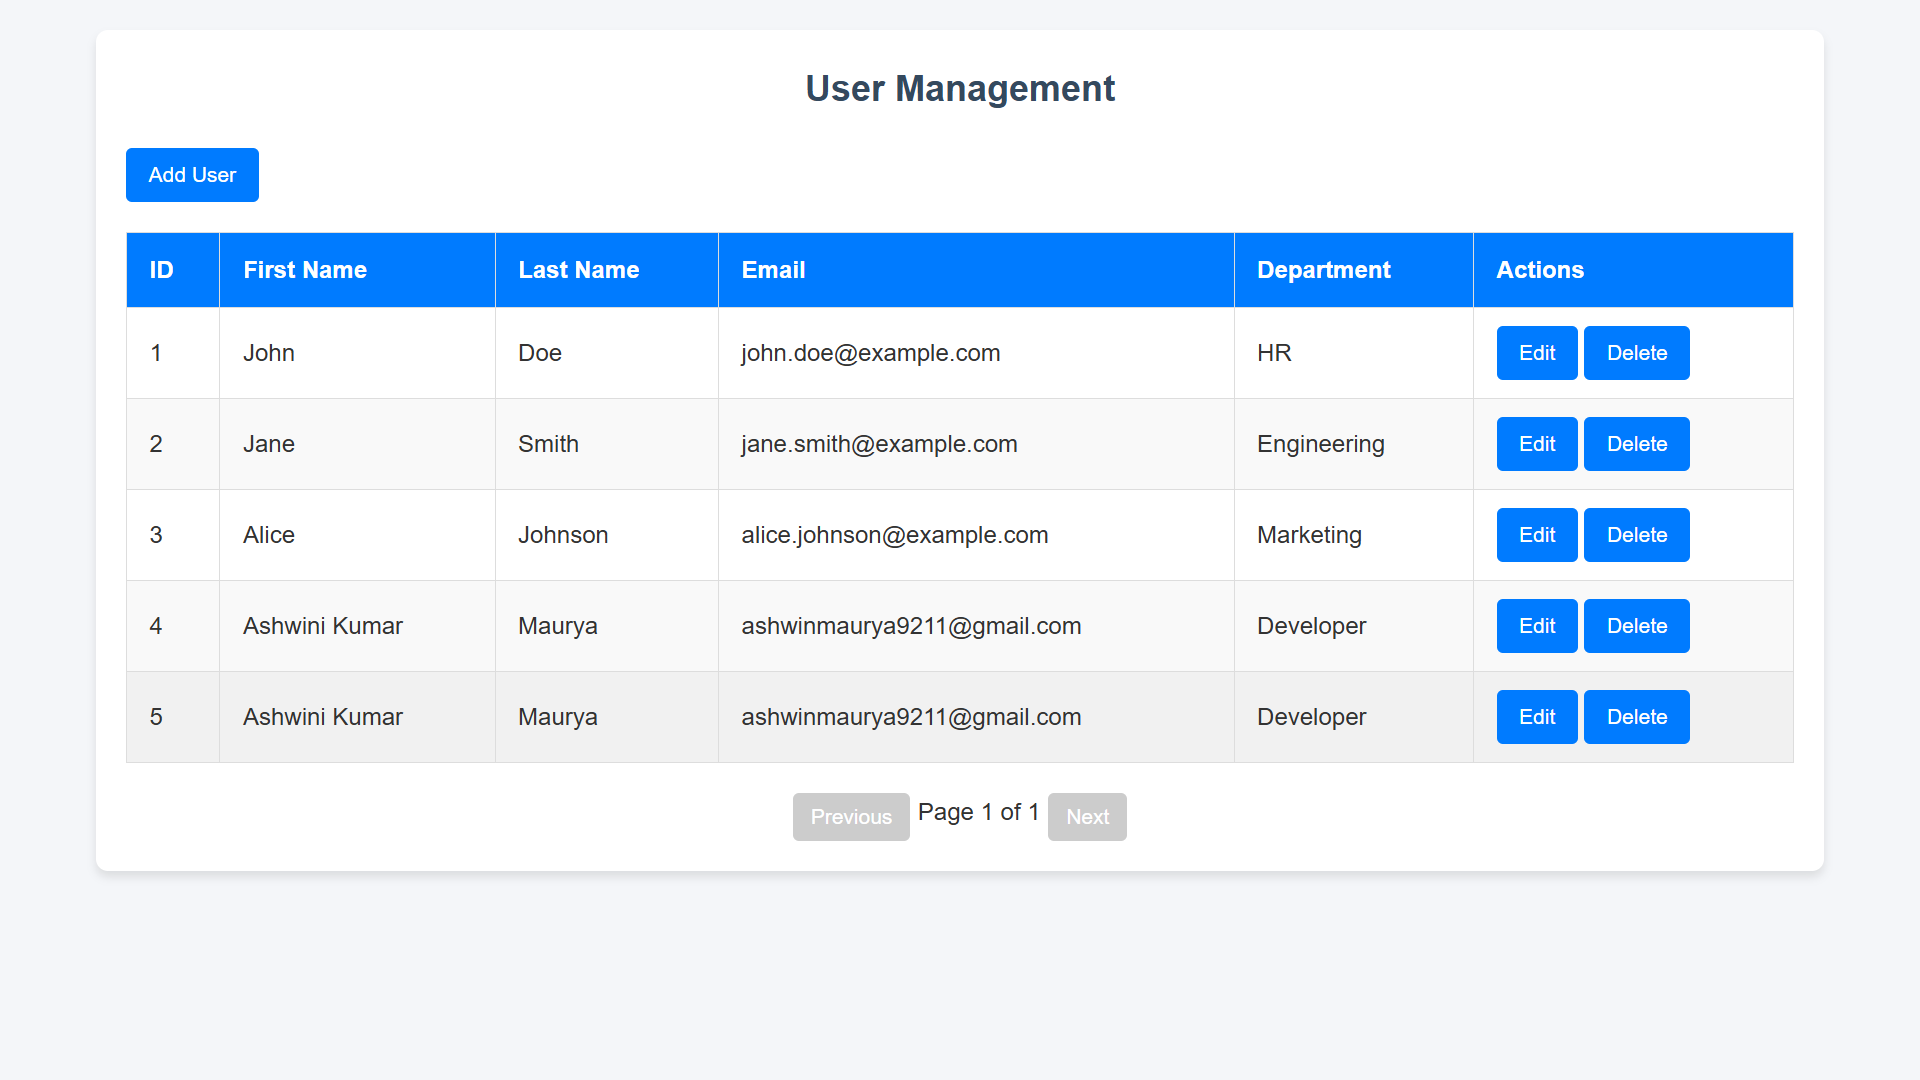 User Management
Add User
ID First Name Last Name Email Department Actions
1 John Doe john.doe@example.com HR Edit Delete
2 Jane Smith jane.smith@example.com Engineering Edit Delete
3 Alice Johnson alice.johnson@example.com Marketing Edit Delete
4 Ashwini Kumar Maurya ashwinmaurya9211@gmail.com Developer Edit Delete
5 Ashwini Kumar Maurya ashwinmaurya9211@gmail.com Developer Edit Delete
Previous Page 1 of 1 Next